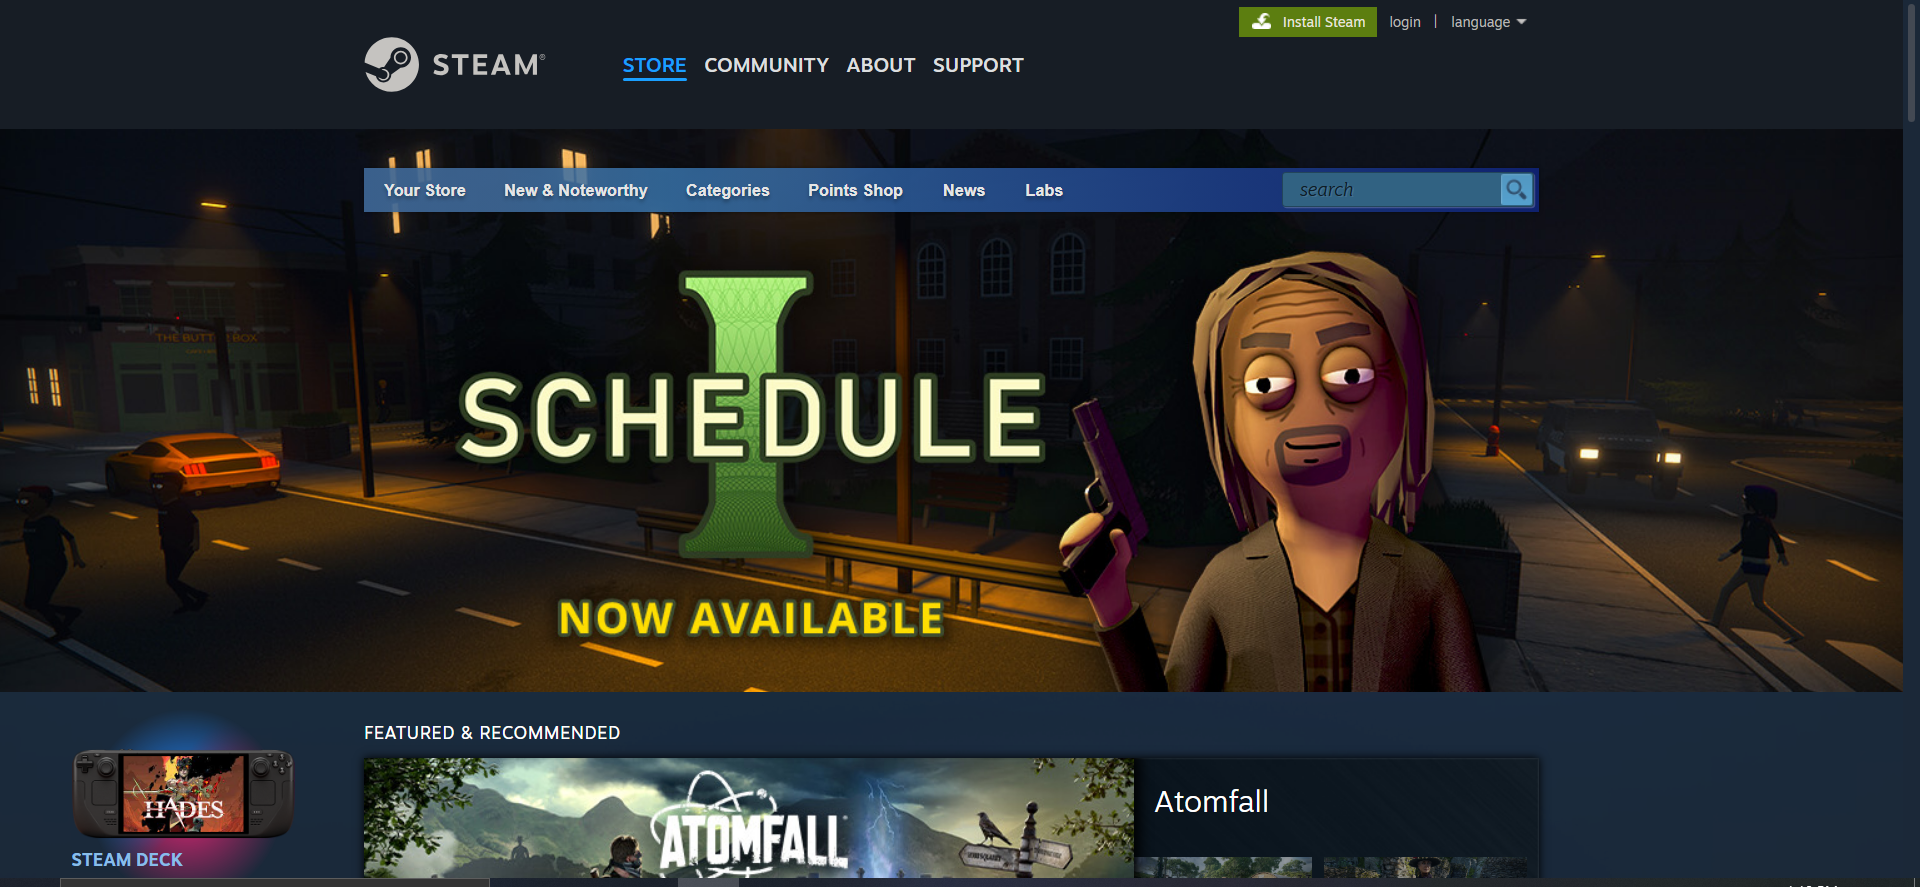 Install Steam login | language
STEAM®
STORE COMMUNITY ABOUT SUPPORT
Your Store New & Noteworthy Categories Points Shop News Labs search
THE BUTTER BOX
I
SCHEDULE
NOW AVAILABLE
FEATURED & RECOMMENDED
HADES
STEAM DECK
ATOMFALL
Atomfall